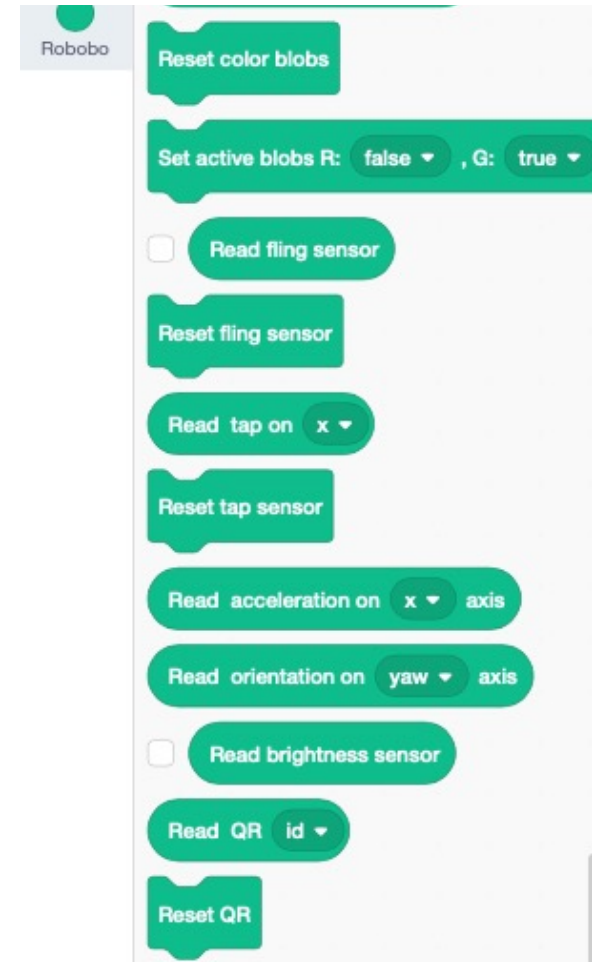 Robobo
Reset color blobs
Set active blobs R: false , G: true
Read fling sensor
Reset fling sensor
Read tap on x
Reset tap sensor
Read acceleration on x axis
Read orientation on yaw axis
Read brightness sensor
Read QR id
Reset QR